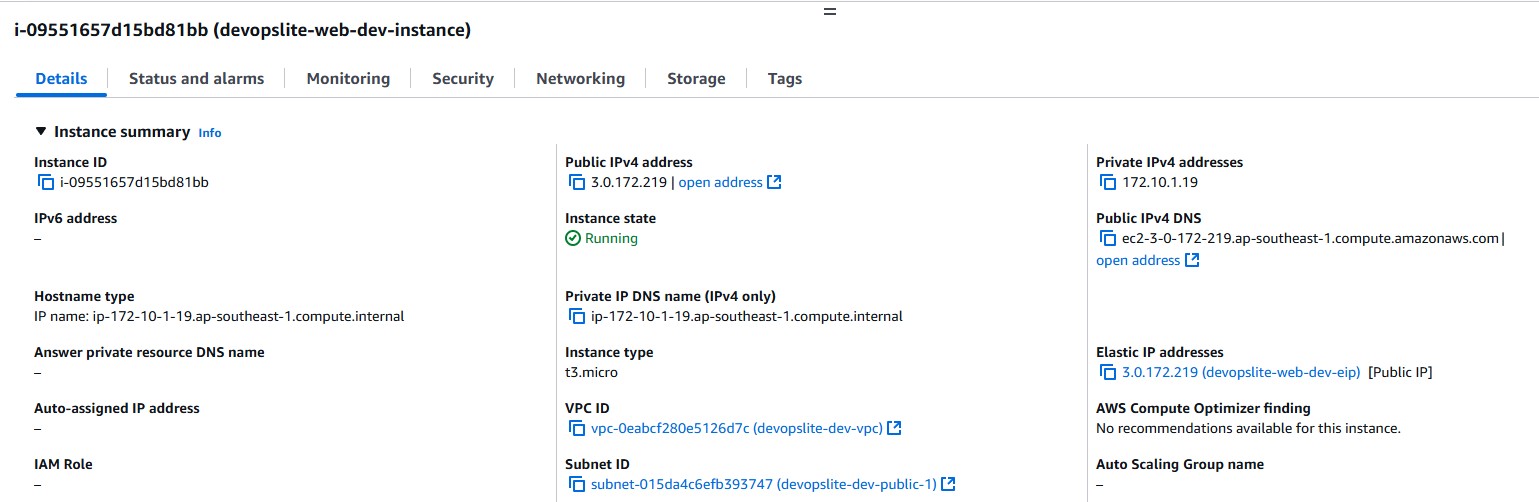 i-09551657d15bd81bb (devopslite-web-dev-instance)
Details
Status and alarms
Monitoring
Security
Networking
Storage
Tags
Instance summary Info
Instance ID
i-09551657d15bd81bb
Public IPv4 address
3.0.172.219 | open address
Private IPv4 addresses
172.10.1.19
IPv6 address
–
Instance state
Running
Public IPv4 DNS
ec2-3-0-172-219.ap-southeast-1.compute.amazonaws.com |
open address
Hostname type
IP name: ip-172-10-1-19.ap-southeast-1.compute.internal
Private IP DNS name (IPv4 only)
ip-172-10-1-19.ap-southeast-1.compute.internal
Answer private resource DNS name
–
Instance type
t3.micro
Elastic IP addresses
3.0.172.219 (devopslite-web-dev-eip) [Public IP]
Auto-assigned IP address
–
VPC ID
vpc-0eabcf280e5126d7c (devopslite-dev-vpc)
AWS Compute Optimizer finding
No recommendations available for this instance.
IAM Role
–
Subnet ID
subnet-015da4c6efb393747 (devopslite-dev-public-1)
Auto Scaling Group name
–